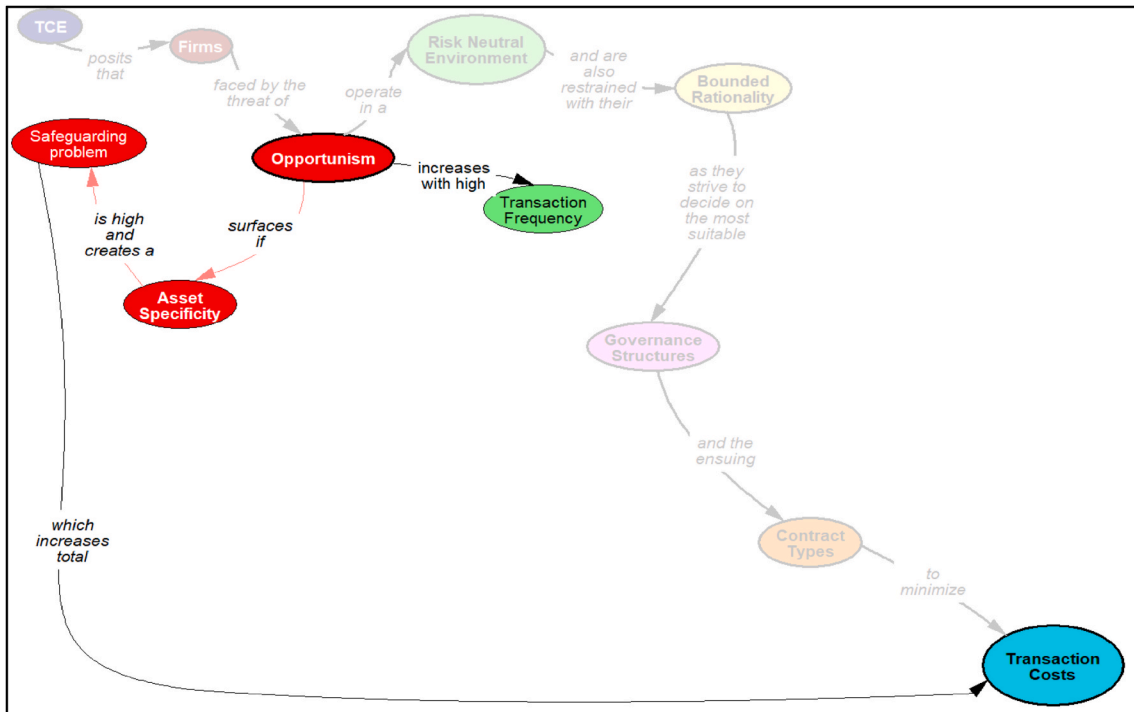 TCE
posits
that
Firms
faced by the
threat of
Opportunism
operate
in a
Risk Neutral
Environment
and are
also
restrained
with their
Bounded
Rationality
as they
strive to
decide on
the most
suitable
Governance
Structures
and the
ensuing
Contract
Types
to
minimize
Transaction
Costs
increases
with high
Transaction
Frequency
surfaces
if
Asset
Specificity
is high
and
creates a
Safeguarding
problem
which
increases
total